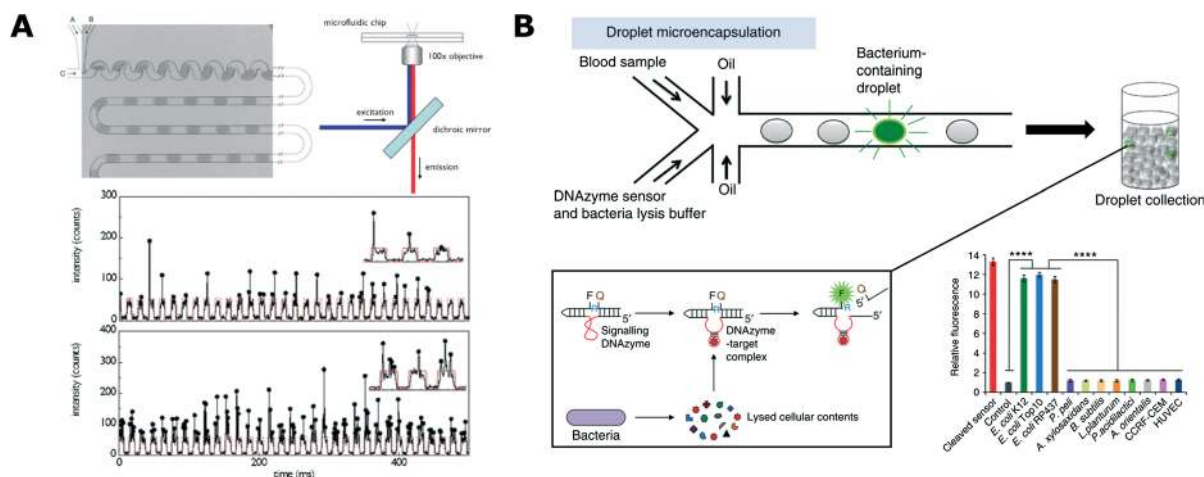 A
A
B
C
microfluidic chip
100x objective
excitation
dichroic mirror
emission
300
200
100
0
intensity (counts)
400
300
200
100
0
intensity (counts)
0
200
400
time (ms)
B
Droplet microencapsulation
Blood sample
Oil
Bacterium-
containing
droplet
DNAzyme sensor
and bacteria lysis buffer
Oil
Droplet collection
F Q
R
5′
Signalling
DNAzyme
F Q
R
5′
DNAzyme
-target
complex
F
Q
R
5′
5′
Bacteria
Lysed cellular contents
Relative fluorescence
14
12
10
8
6
4
2
0
****
****
Cleaved sensor
Control
E. coli K12
E. coli Top10
E. coli RP437
P. peli
A. xylosoxidans
B. subtilis
L.planturum
P.acidilactici
A. orientalis
CCRF-CEM
HUVEC